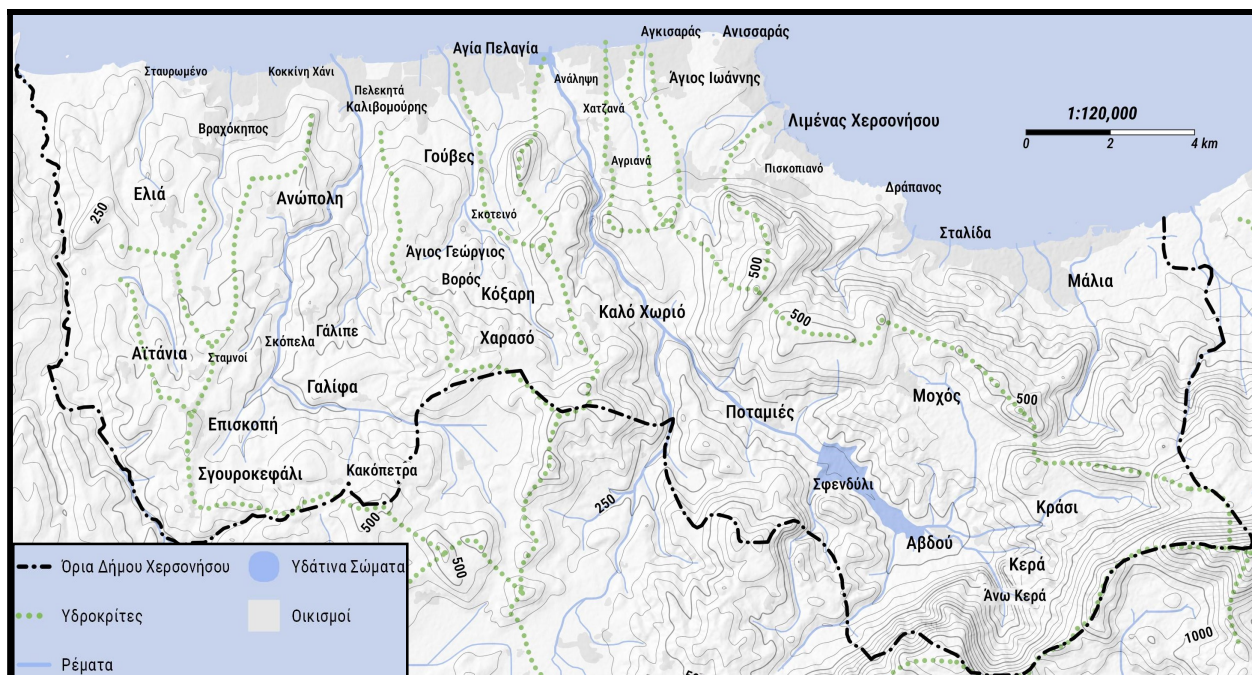 Αγκισαράς
Ανισσαράς
Αγία Πελαγία
Σταυρωμένο
Κοκκίνη Χάνι
Ανάληψη
Άγιος Ιωάννης
Πελεκητά
Καλιβομούρης
Χατζανά
1:120,000
Λιμένας Χερσονήσου
Βραχόκηπος
0 2 4 km
Γούβες
Αγριανά
Πισκοπιανό
Ελιά
Ανώπολη
Δράπανος
250
Σκοτεινό
Σταλίδα
Άγιος Γεώργιος
500
Βορός
Κόξαρη
Μάλια
Καλό Χωριό
500
Γάλιπε
Σκόπελα
Χαρασό
Αϊτάνια
Σταμνοί
Γαλίφα
Μοχός
500
Ποταμιές
Επισκοπή
Σγουροκεφάλι
Κακόπετρα
Σφενδύλι
250
Κράσι
500
Αβδού
500
Κερά
Άνω Κερά
1000
Όρια Δήμου Χερσονήσου
Υδάτινα Σώματα
Υδροκρίτες
Οικισμοί
Ρέματα